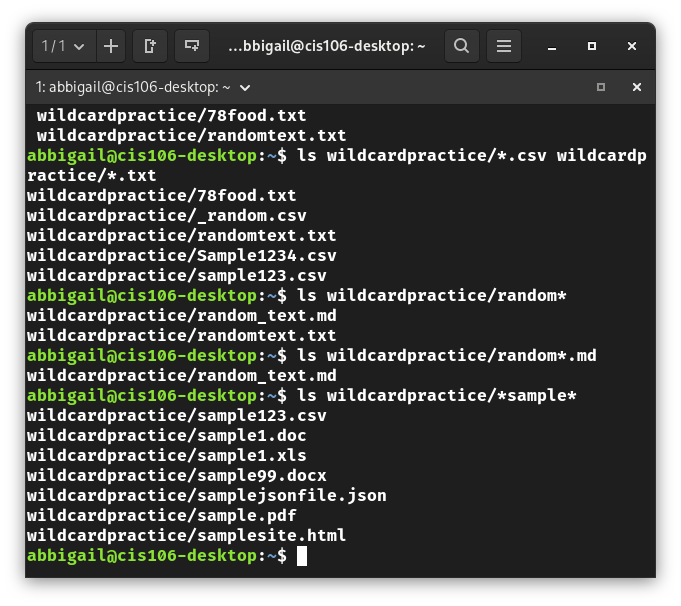 1/1
...bbigail@cis106-desktop: ~
1: abbigail@cis106-desktop: ~
wildcardpractice/78food.txt
wildcardpractice/randomtext.txt
abbigail@cis106-desktop:~$ ls wildcardpractice/*.csv wildcardp
ractice/*.txt
wildcardpractice/78food.txt
wildcardpractice/_random.csv
wildcardpractice/randomtext.txt
wildcardpractice/Sample1234.csv
wildcardpractice/sample123.csv
abbigail@cis106-desktop:~$ ls wildcardpractice/random*
wildcardpractice/random_text.md
wildcardpractice/randomtext.txt
abbigail@cis106-desktop:~$ ls wildcardpractice/random*.md
wildcardpractice/random_text.md
abbigail@cis106-desktop:~$ ls wildcardpractice/*sample*
wildcardpractice/sample123.csv
wildcardpractice/sample1.doc
wildcardpractice/sample1.xls
wildcardpractice/sample99.docx
wildcardpractice/samplejsonfile.json
wildcardpractice/sample.pdf
wildcardpractice/samplesite.html
abbigail@cis106-desktop:~$